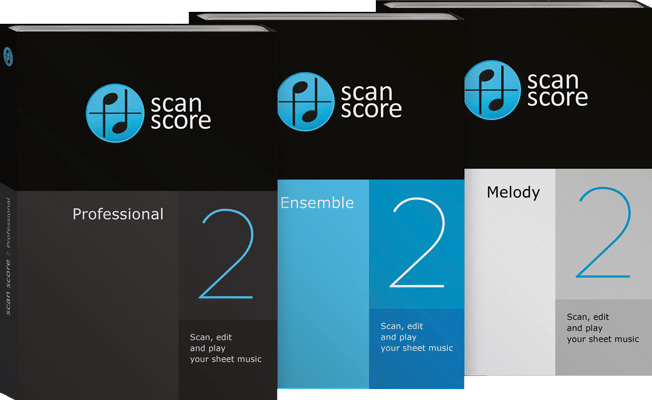 scan
score
Professional
2
Scan, edit
and play
your sheet music
scan score 2 Professional
scan
score
Ensemble
2
Scan, edit
and play
your sheet music
scan
score
Melody
2
Scan, edit
and play
your sheet music